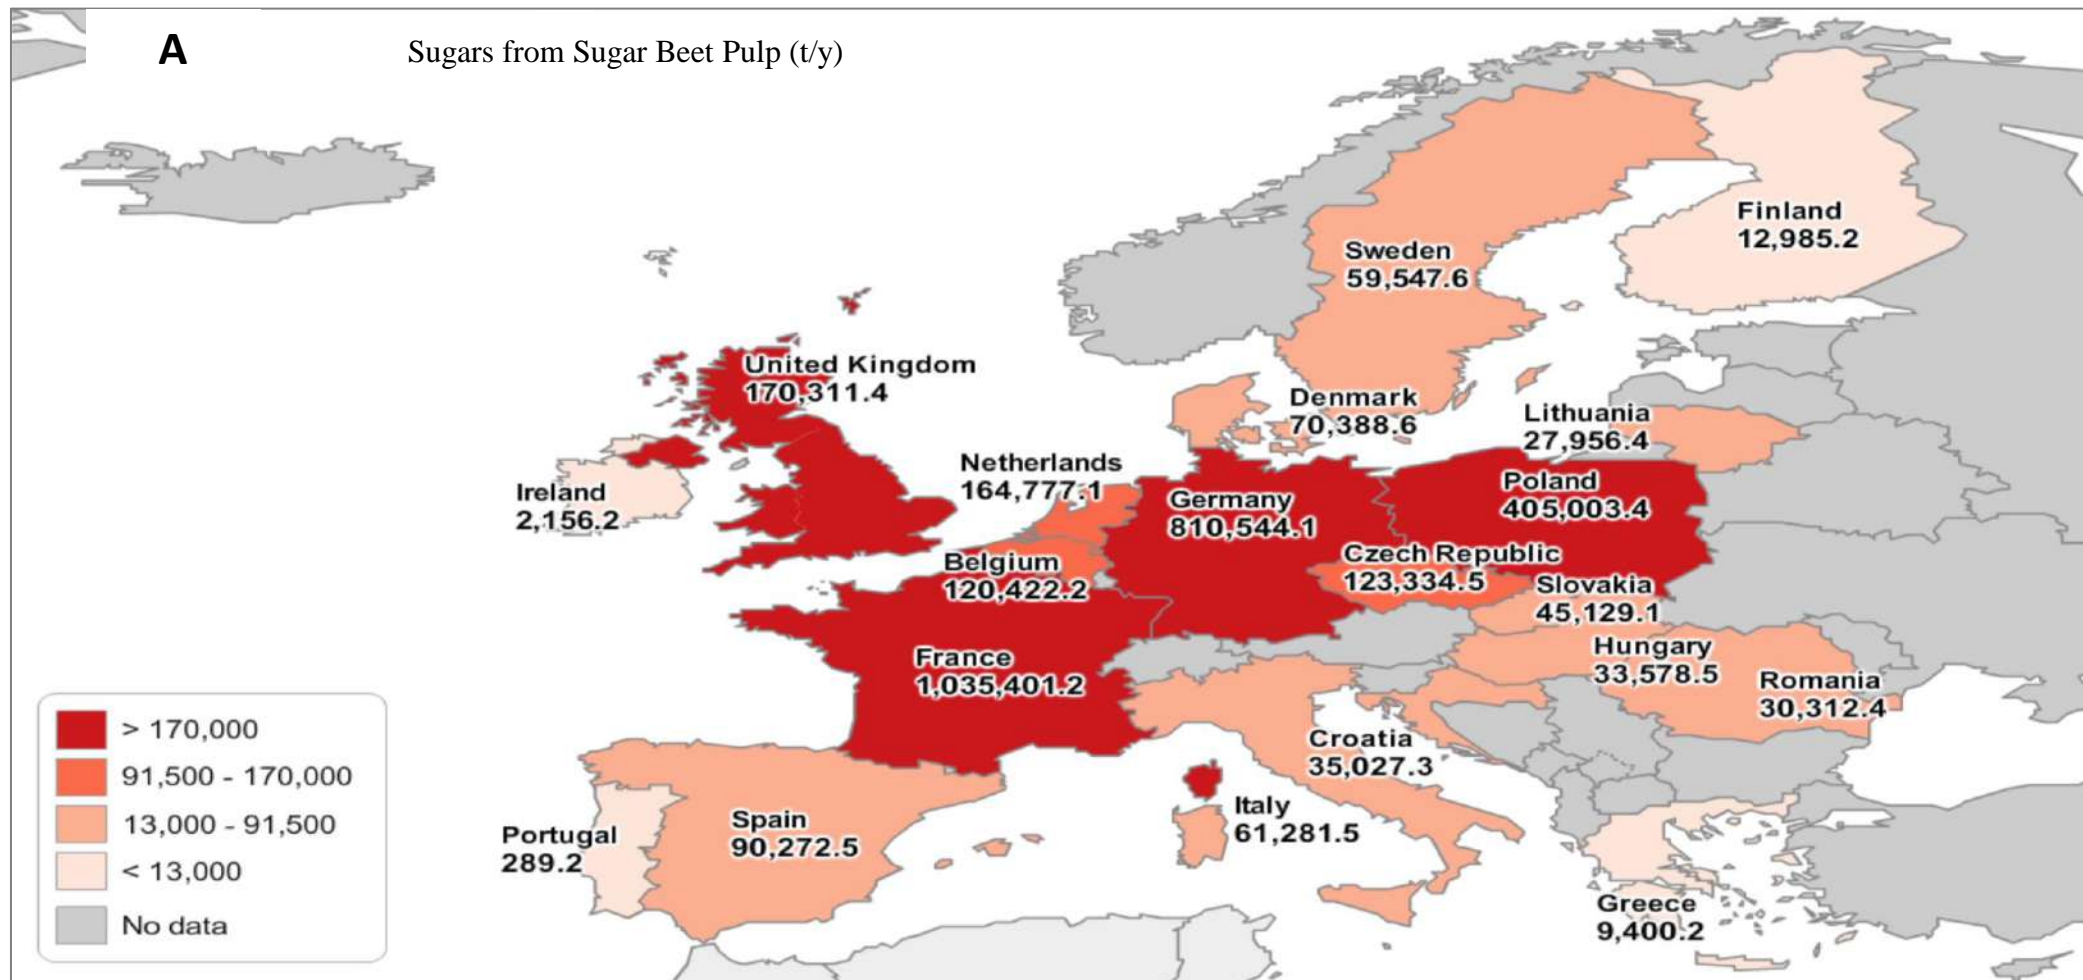 A
Sugars from Sugar Beet Pulp (t/y)
Finland
12,985.2
Sweden
59,547.6
United Kingdom
170,311.4
Denmark
70,388.6
Lithuania
27,956.4
Netherlands
164,777.1
Ireland
2,156.2
Germany
810,544.1
Poland
405,003.4
Belgium
120,422.2
Czech Republic
123,334.5
Slovakia
45,129.1
France
1,035,401.2
Hungary
33,578.5
Romania
30,312.4
Croatia
35,027.3
Italy
61,281.5
Spain
90,272.5
Portugal
289.2
Greece
9,400.2
> 170,000
91,500 - 170,000
13,000 - 91,500
< 13,000
No data